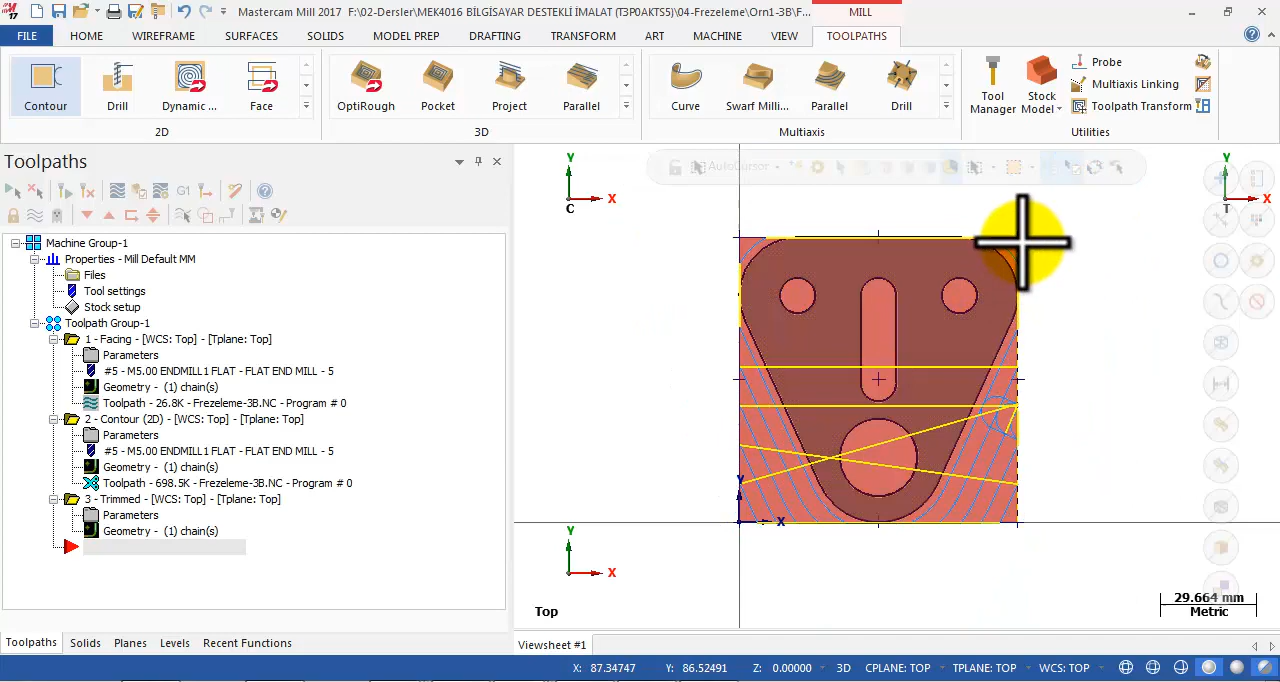 17
Mastercam Mill 2017 F:\02-Dersler\MEK4016 BİLGİSAYAR DESTEKLİ İMALAT (T3P0AKTS5)\04-Frezeleme\Orn1-3B\F...
MILL
FILE HOME WIREFRAME SURFACES SOLIDS MODEL PREP DRAFTING TRANSFORM ART MACHINE VIEW TOOLPATHS
Contour Drill Dynamic ... Face
2D
OptiRough Pocket Project Parallel
3D
Curve Swarf Milli... Parallel Drill
Multiaxis
Tool Manager
Stock Model
Probe
Multiaxis Linking
Toolpath Transform
Utilities
Toolpaths
G1
Machine Group-1
Properties - Mill Default MM
Files
Tool settings
Stock setup
Toolpath Group-1
1 - Facing - [WCS: Top] - [Tplane: Top]
Parameters
#5 - M5.00 ENDMILL1 FLAT - FLAT END MILL - 5
Geometry - (1) chain(s)
Toolpath - 26.8K - Frezeleme-3B.NC - Program # 0
2 - Contour (2D) - [WCS: Top] - [Tplane: Top]
Parameters
#5 - M5.00 ENDMILL1 FLAT - FLAT END MILL - 5
Geometry - (1) chain(s)
Toolpath - 698.5K - Frezeleme-3B.NC - Program # 0
3 - Trimmed - [WCS: Top] - [Tplane: Top]
Parameters
Geometry - (1) chain(s)
Toolpaths Solids Planes Levels Recent Functions
AutoCursor
Y
X
C
Y
X
T
Y
X
Y
X
Top
29.664 mm
Metric
Viewsheet #1
X: 87.34747 Y: 86.52491 Z: 0.00000 3D CPLANE: TOP TPLANE: TOP WCS: TOP